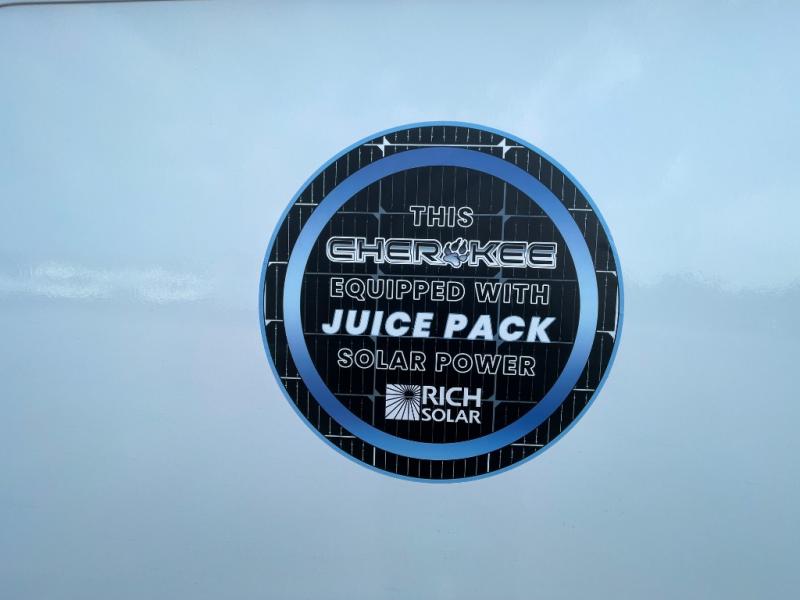 THIS
CHEROKEE
EQUIPPED WITH
JUICE PACK
SOLAR POWER
RICH
SOLAR